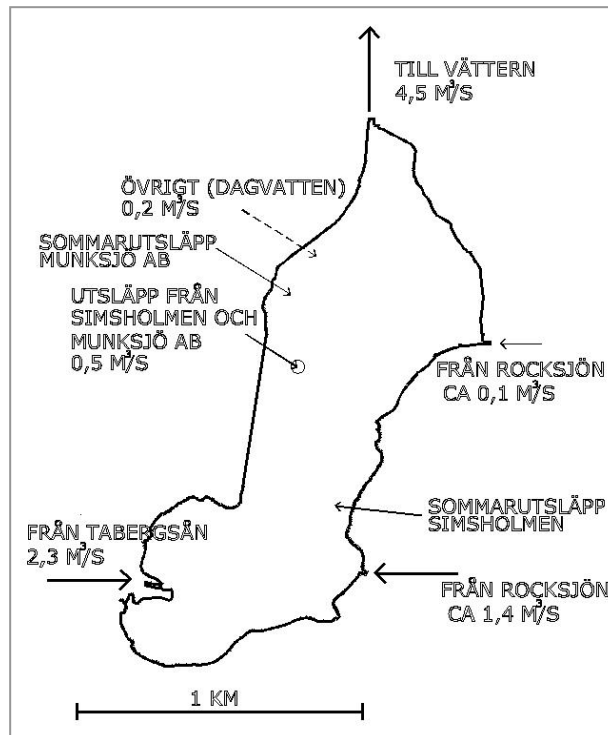 TILL VÄTTERN
4,5 M³/S
ÖVRIGT (DAGVATTEN)
0,2 M³/S
SOMMARUTSLÄPP
MUNKSJÖ AB
UTSLÄPP FRÅN
SIMSHOLMEN OCH
MUNKSJÖ AB
0,5 M³/S
FRÅN ROCKSJÖN
CA 0,1 M³/S
SOMMARUTSLÄPP
SIMSHOLMEN
FRÅN TABERGSÅN
2,3 M³/S
FRÅN ROCKSJÖN
CA 1,4 M³/S
1 KM